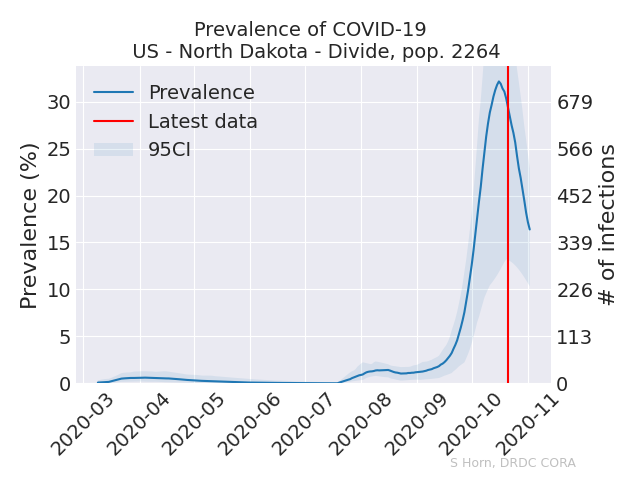 Prevalence of COVID-19
US - North Dakota - Divide, pop. 2264
Prevalence
Latest data
95CI
Prevalence (%)
30
25
20
15
10
5
0
679
566
452
339
226
113
0
# of infections
2020-03
2020-04
2020-05
2020-06
2020-07
2020-08
2020-09
2020-10
2020-11
S Horn, DRDC CORA